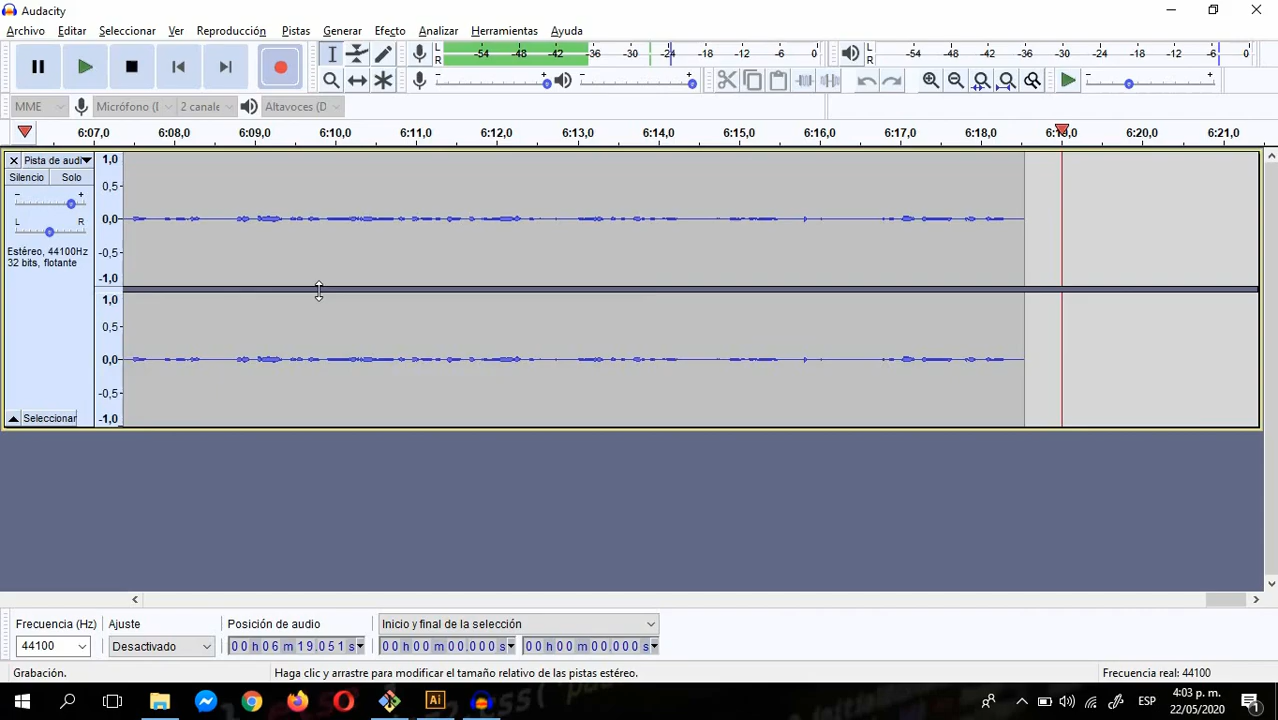 Audacity
Archivo Editar Seleccionar Ver Reproducción Pistas Generar Efecto Analizar Herramientas Ayuda
L R -54 -48 -42 -36 -30 -24 -18 -12 -6 0
L R -54 -48 -42 -36 -30 -24 -18 -12 -6 0
- + - + - +
MME Micrófono (I 2 canale Altavoces (D
6:07,0 6:08,0 6:09,0 6:10,0 6:11,0 6:12,0 6:13,0 6:14,0 6:15,0 6:16,0 6:17,0 6:18,0 6:19,0 6:20,0 6:21,0
Pista de audi
Silencio Solo
- +
L R
Estéreo, 44100Hz
32 bits, flotante
Seleccionar
1,0
0,5
0,0
-0,5
-1,0
1,0
0,5
0,0
-0,5
-1,0
Frecuencia (Hz) Ajuste Posición de audio Inicio y final de la selección
44100 Desactivado 00 h 06 m 19.051 s 00 h 00 m 00.000 s 00 h 00 m 00.000 s
Grabación. Haga clic y arrastre para modificar el tamaño relativo de las pistas estéreo. Frecuencia real: 44100
Ai ESP 4:03 p. m.
22/05/2020 1